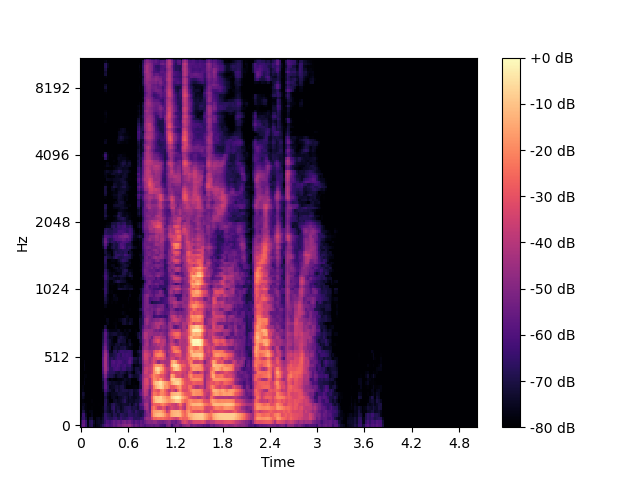 8192
4096
2048
1024
512
0
Hz
0 0.6 1.2 1.8 2.4 3 3.6 4.2 4.8
Time
+0 dB
-10 dB
-20 dB
-30 dB
-40 dB
-50 dB
-60 dB
-70 dB
-80 dB